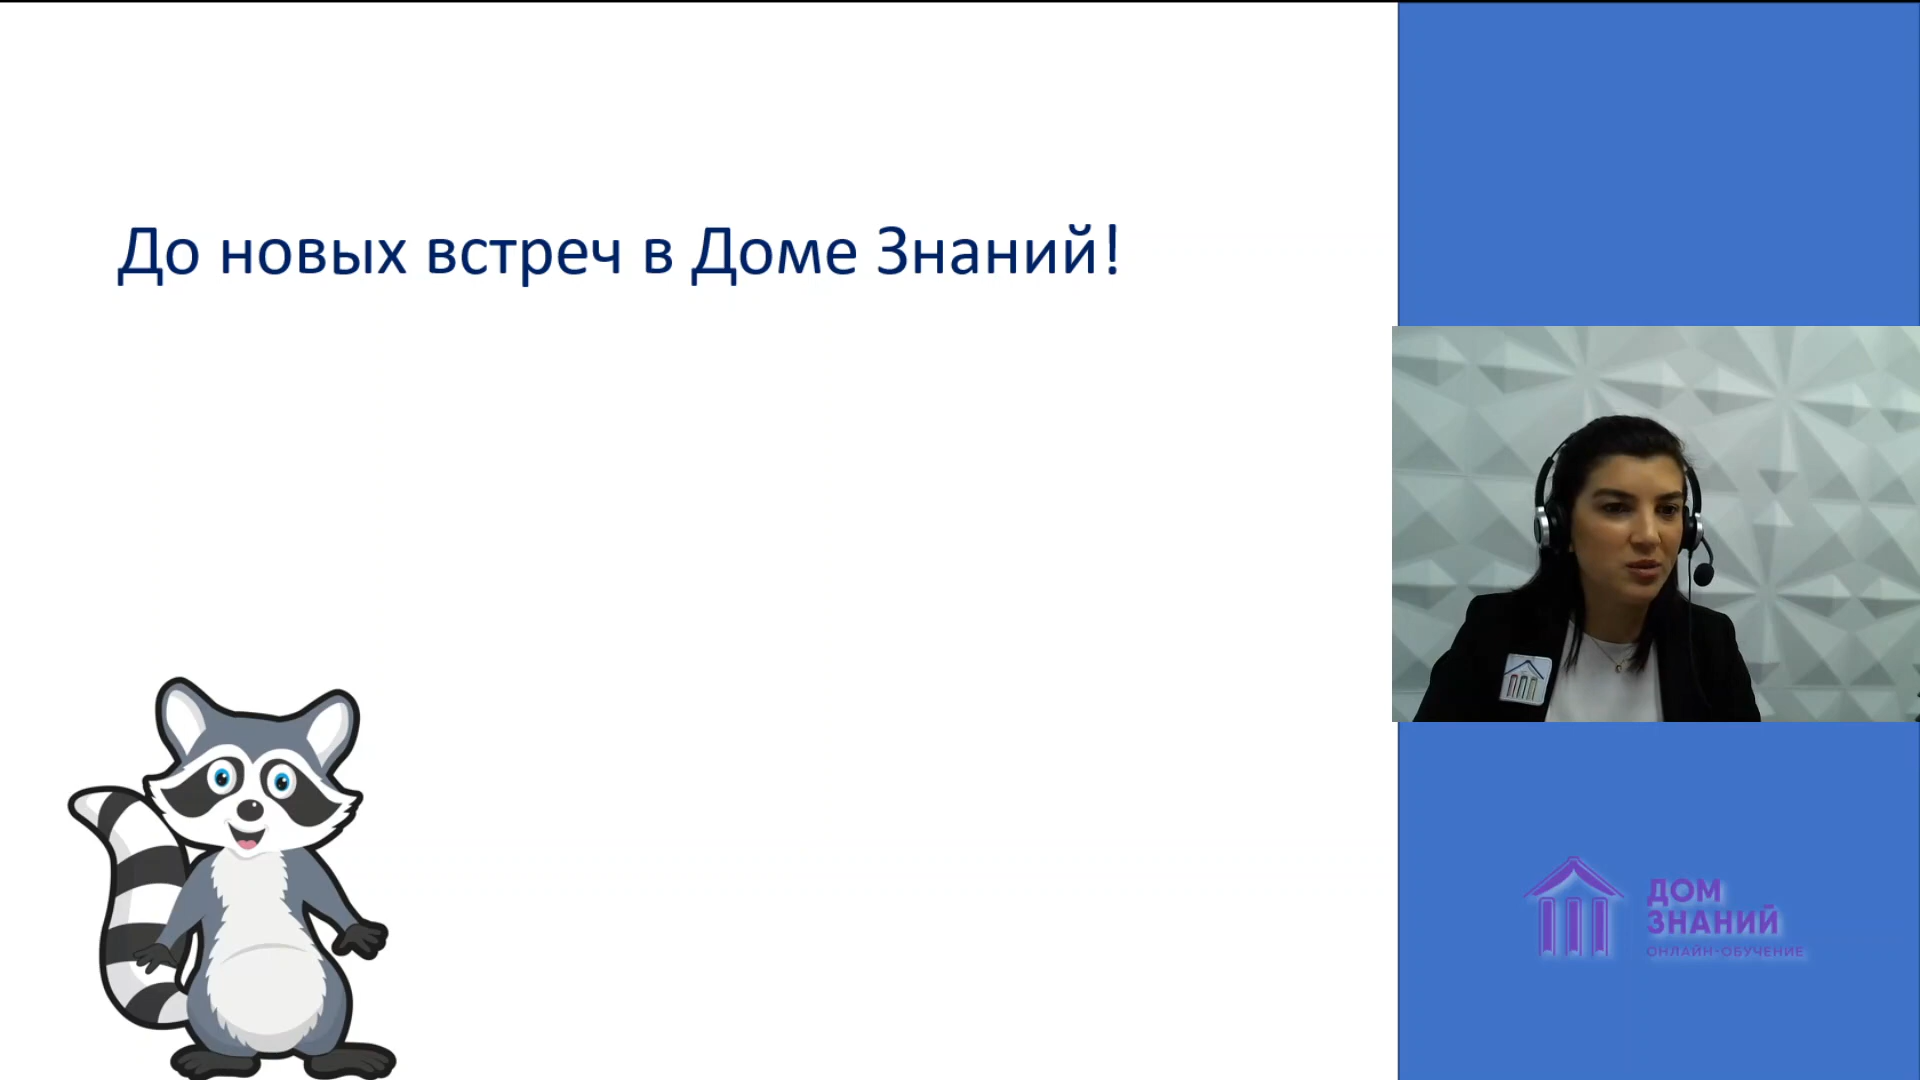 До новых встреч в Доме Знаний!
ДОМ
ЗНАНИЙ
ОНЛАЙН-ОБУЧЕНИЕ